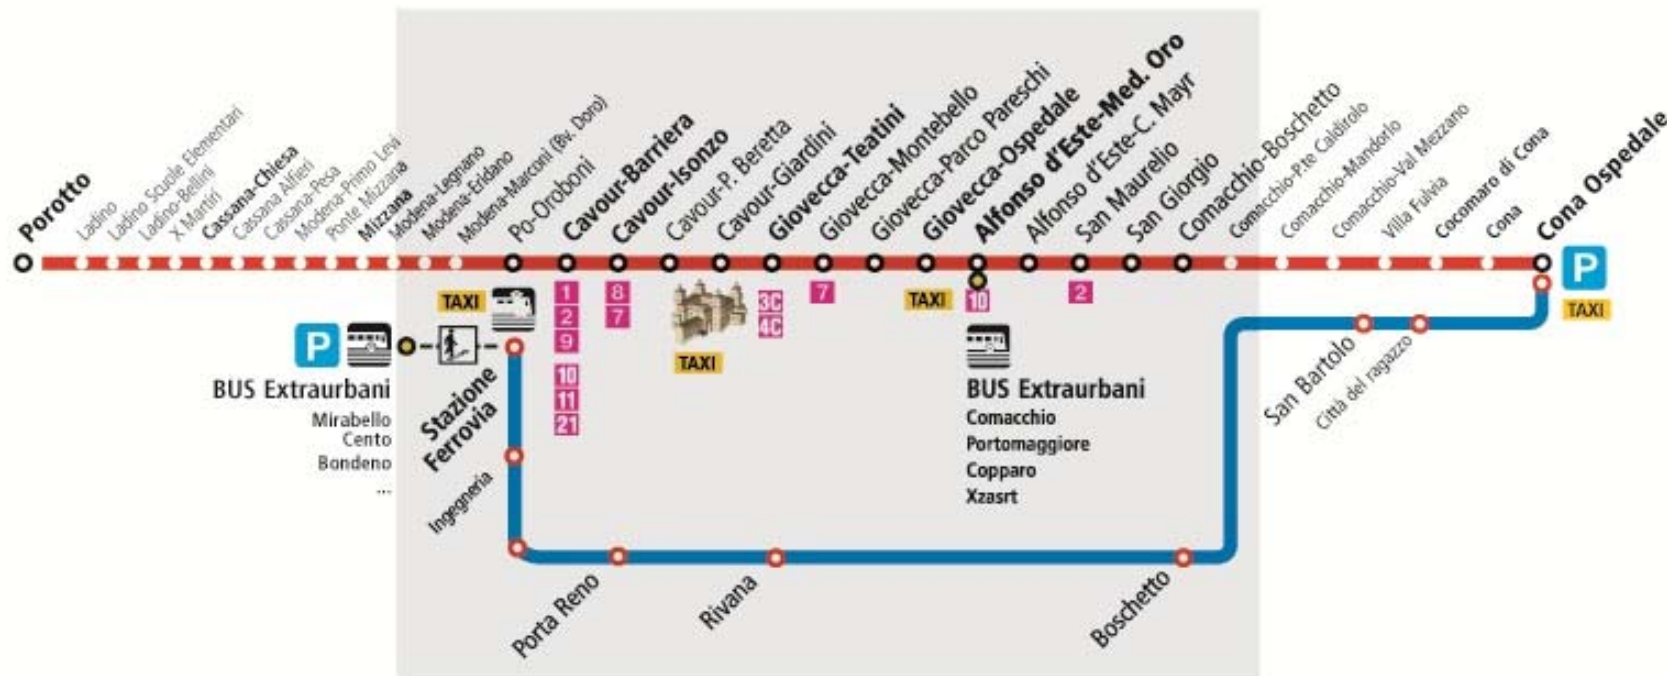 Porotto
Ladino
Ladino Scuole Elementari
Ladino-Bellini
X Martiri
Cassana-Chiesa
Cassana Alfieri
Cassana-Pesa
Modena-Primo Levi
Ponte Mizzana
Mizzana
Modena-Legnano
Modena-Eridano
Modena-Marconi (Bv. Doro)
Po-Oroboni
Cavour-Barriera
Cavour-Isonzo
Cavour-P. Beretta
Cavour-Giardini
Giovecca-Teatini
Giovecca-Montebello
Giovecca-Parco Pareschi
Giovecca-Ospedale
Alfonso d'Este-Med. Oro
Alfonso d'Este-C. Mayr
San Maurelio
San Giorgio
Comacchio-Boschetto
Comacchio-P.te Caldirolo
Comacchio-Mandorlo
Comacchio-Val Mezzano
Villa Fulvia
Cocomaro di Cona
Cona
Cona Ospedale
P
TAXI
TAXI
1
2
9
10
11
21
8
7
TAXI
3C
4C
7
TAXI
10
2
P
BUS Extraurbani
Mirabello
Cento
Bondeno
...
Stazione
Ferrovia
Ingegneria
BUS Extraurbani
Comacchio
Portomaggiore
Copparo
Xzasrt
Porta Reno
Rivana
Boschetto
San Bartolo
Città del ragazzo